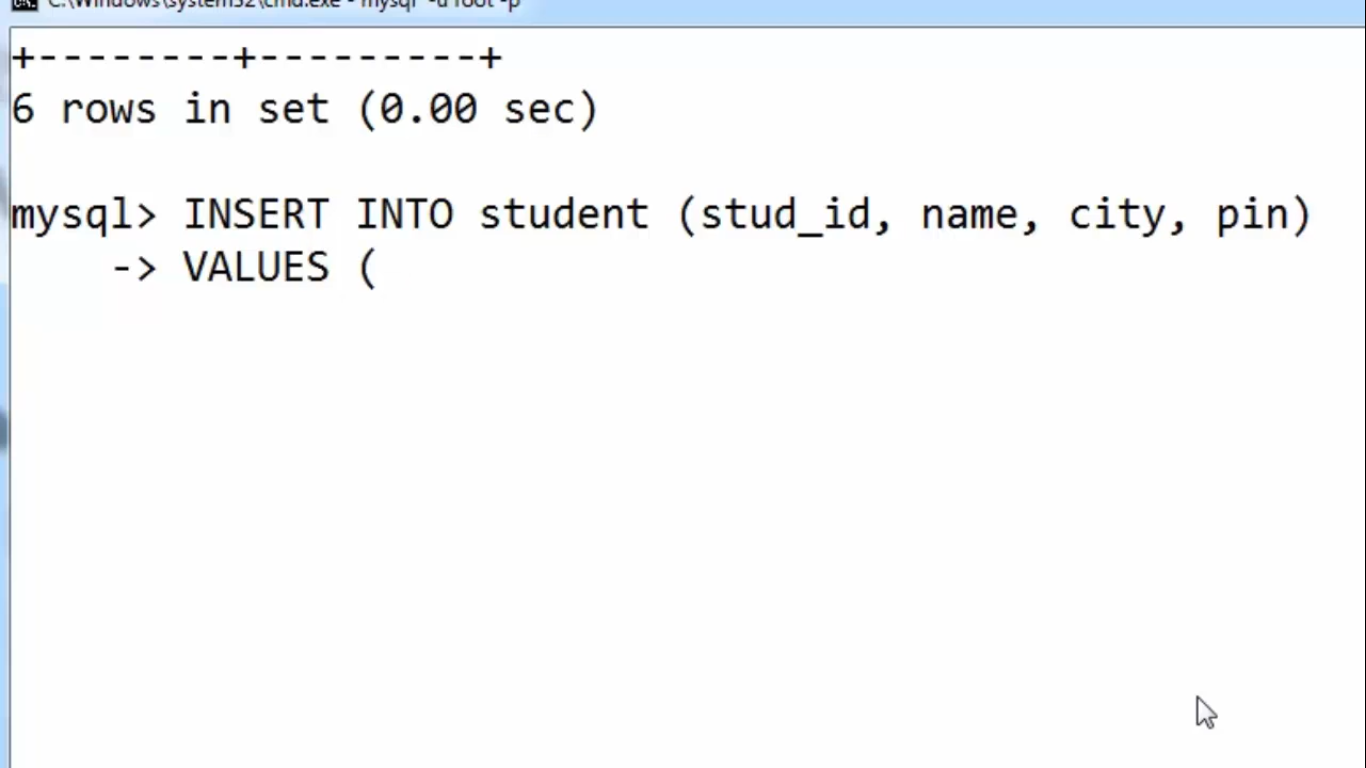 C:\Windows\system32\cmd.exe - mysql -u root -p
+--------+---------+
6 rows in set (0.00 sec)
mysql> INSERT INTO student (stud_id, name, city, pin)
-> VALUES (